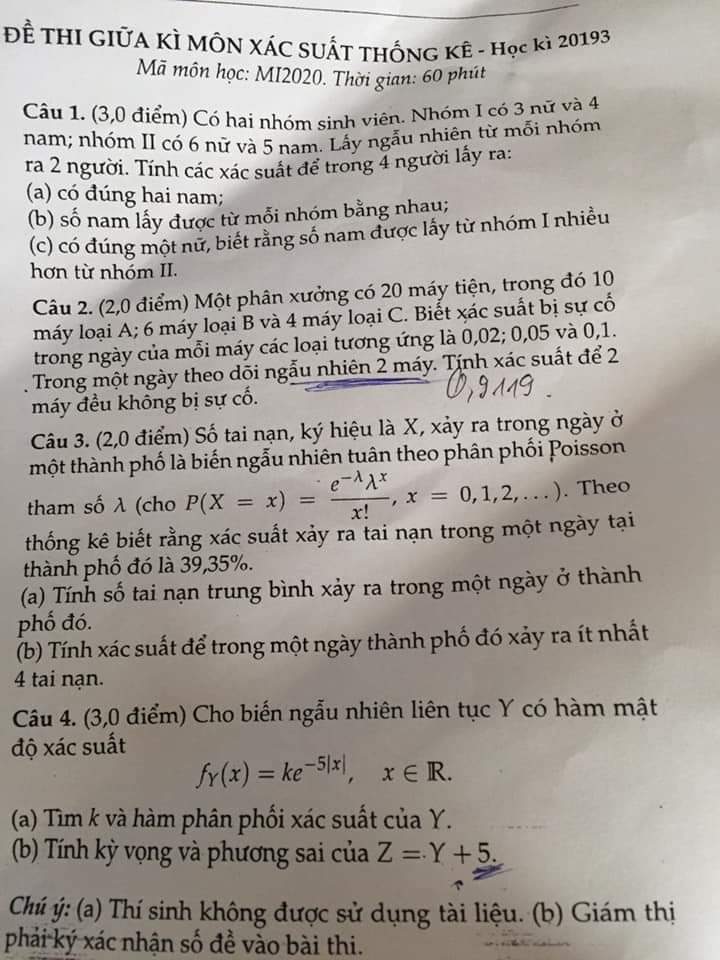 ĐỀ THI GIỮA KÌ MÔN XÁC SUẤT THỐNG KÊ - Học kì 20193
Mã môn học: MI2020. Thời gian: 60 phút
Câu 1. (3,0 điểm) Có hai nhóm sinh viên. Nhóm I có 3 nữ và 4
nam; nhóm II có 6 nữ và 5 nam. Lấy ngẫu nhiên từ mỗi nhóm
ra 2 người. Tính các xác suất để trong 4 người lấy ra:
(a) có đúng hai nam;
(b) số nam lấy được từ mỗi nhóm bằng nhau;
(c) có đúng một nữ, biết rằng số nam được lấy từ nhóm I nhiều
hơn từ nhóm II.
Câu 2. (2,0 điểm) Một phân xưởng có 20 máy tiện, trong đó 10
máy loại A; 6 máy loại B và 4 máy loại C. Biết xác suất bị sự cố
trong ngày của mỗi máy các loại tương ứng là 0,02; 0,05 và 0,1.
Trong một ngày theo dõi ngẫu nhiên 2 máy. Tính xác suất để 2
máy đều không bị sự cố.
0,9119.
Câu 3. (2,0 điểm) Số tai nạn, ký hiệu là X, xảy ra trong ngày ở
một thành phố là biến ngẫu nhiên tuân theo phân phối Poisson
tham số λ (cho P(X = x) = e^{-λ}λ^x / x!, x = 0,1,2,...). Theo
thống kê biết rằng xác suất xảy ra tai nạn trong một ngày tại
thành phố đó là 39,35%.
(a) Tính số tai nạn trung bình xảy ra trong một ngày ở thành
phố đó.
(b) Tính xác suất để trong một ngày thành phố đó xảy ra ít nhất
4 tai nạn.
Câu 4. (3,0 điểm) Cho biến ngẫu nhiên liên tục Y có hàm mật
độ xác suất
f_Y(x) = ke^{-5|x|}, x ∈ ℝ.
(a) Tìm k và hàm phân phối xác suất của Y.
(b) Tính kỳ vọng và phương sai của Z = Y + 5.
Chú ý: (a) Thí sinh không được sử dụng tài liệu. (b) Giám thị
phải ký xác nhận số đề vào bài thi.